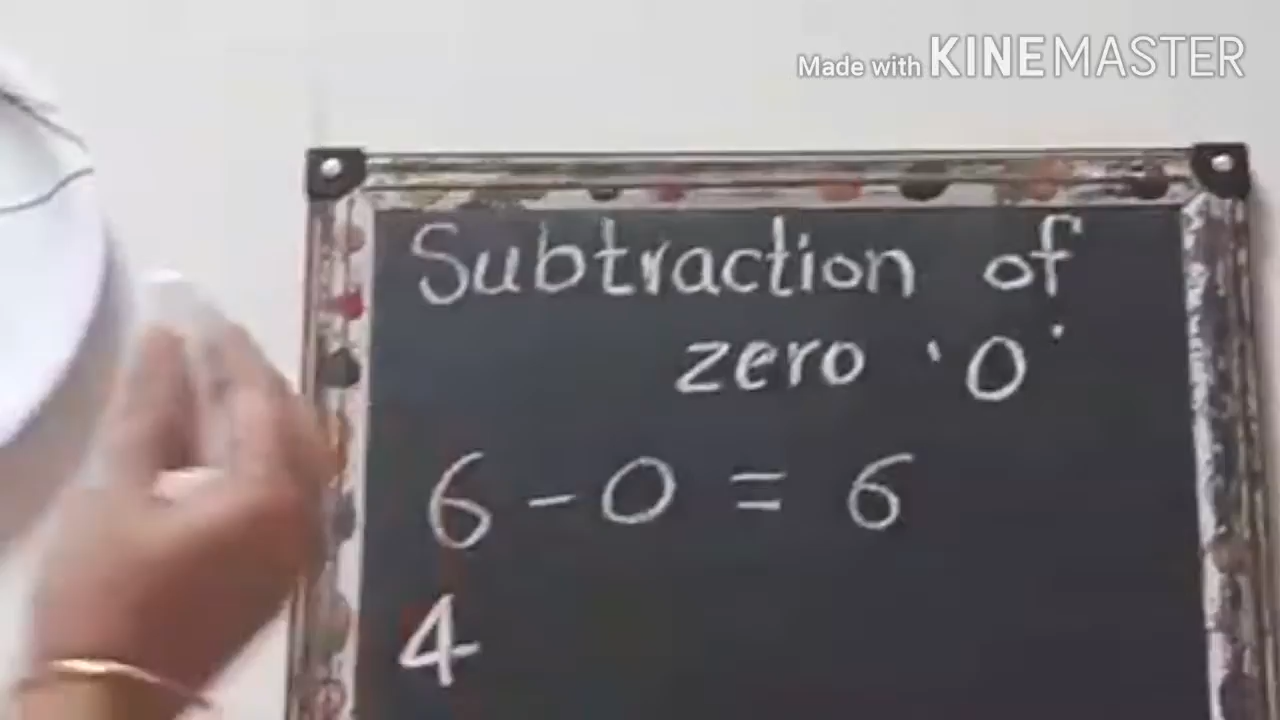 Made with KINEMASTER
Subtraction of
zero '0'
6 - 0 = 6
4